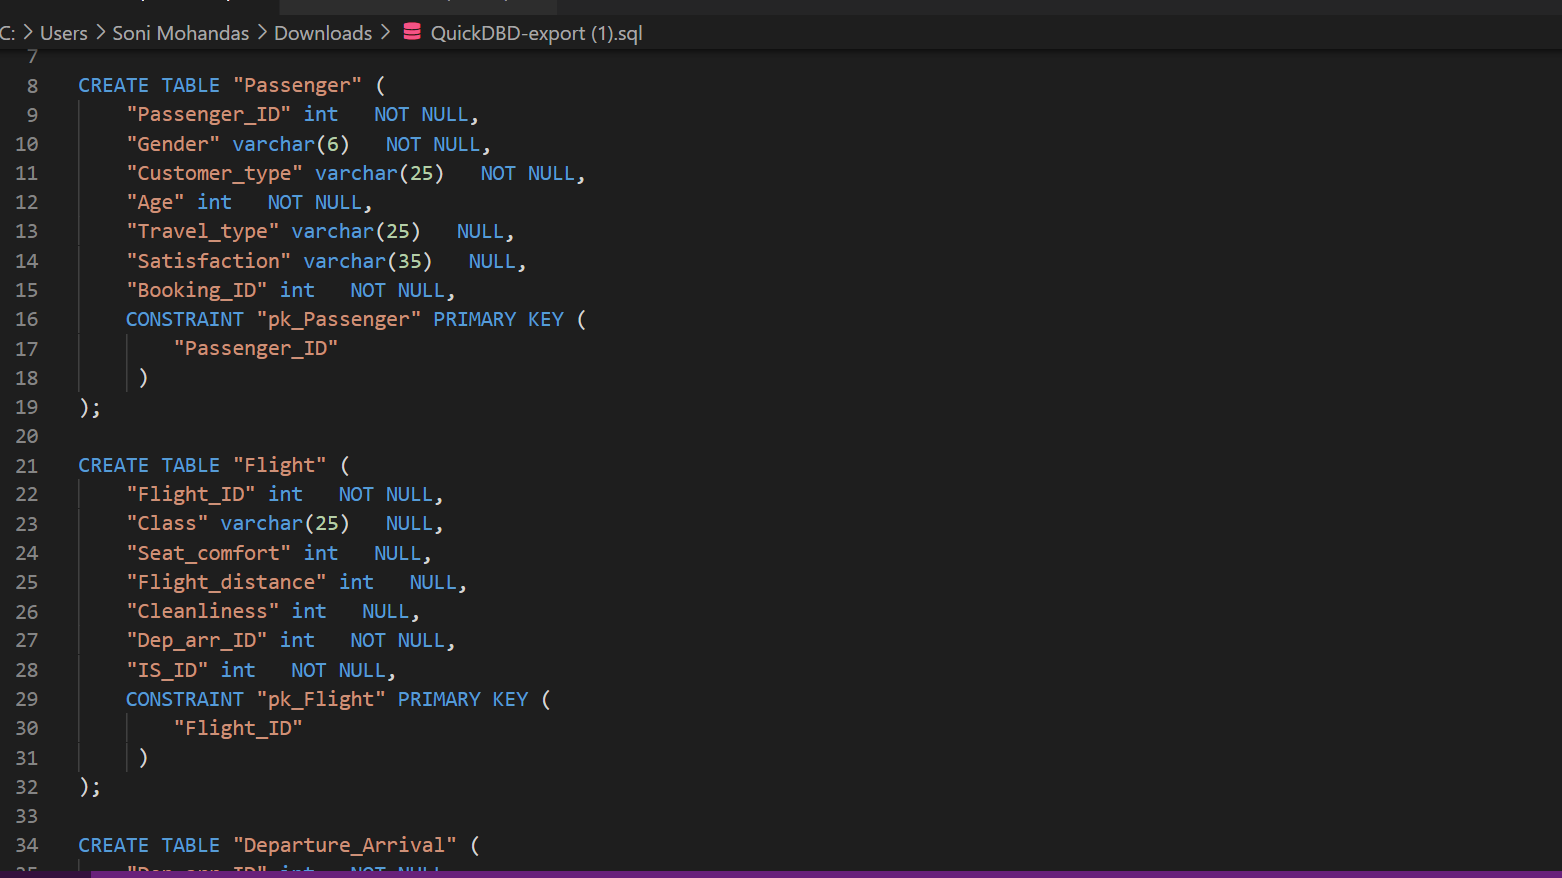 C: > Users > Soni Mohandas > Downloads > QuickDBD-export (1).sql
7
8 CREATE TABLE "Passenger" (
9 "Passenger_ID" int NOT NULL,
10 "Gender" varchar(6) NOT NULL,
11 "Customer_type" varchar(25) NOT NULL,
12 "Age" int NOT NULL,
13 "Travel_type" varchar(25) NULL,
14 "Satisfaction" varchar(35) NULL,
15 "Booking_ID" int NOT NULL,
16 CONSTRAINT "pk_Passenger" PRIMARY KEY (
17 "Passenger_ID"
18 )
19 );
20
21 CREATE TABLE "Flight" (
22 "Flight_ID" int NOT NULL,
23 "Class" varchar(25) NULL,
24 "Seat_comfort" int NULL,
25 "Flight_distance" int NULL,
26 "Cleanliness" int NULL,
27 "Dep_arr_ID" int NOT NULL,
28 "IS_ID" int NOT NULL,
29 CONSTRAINT "pk_Flight" PRIMARY KEY (
30 "Flight_ID"
31 )
32 );
33
34 CREATE TABLE "Departure_Arrival" (
35 "Dep_arr_ID" int NOT NULL